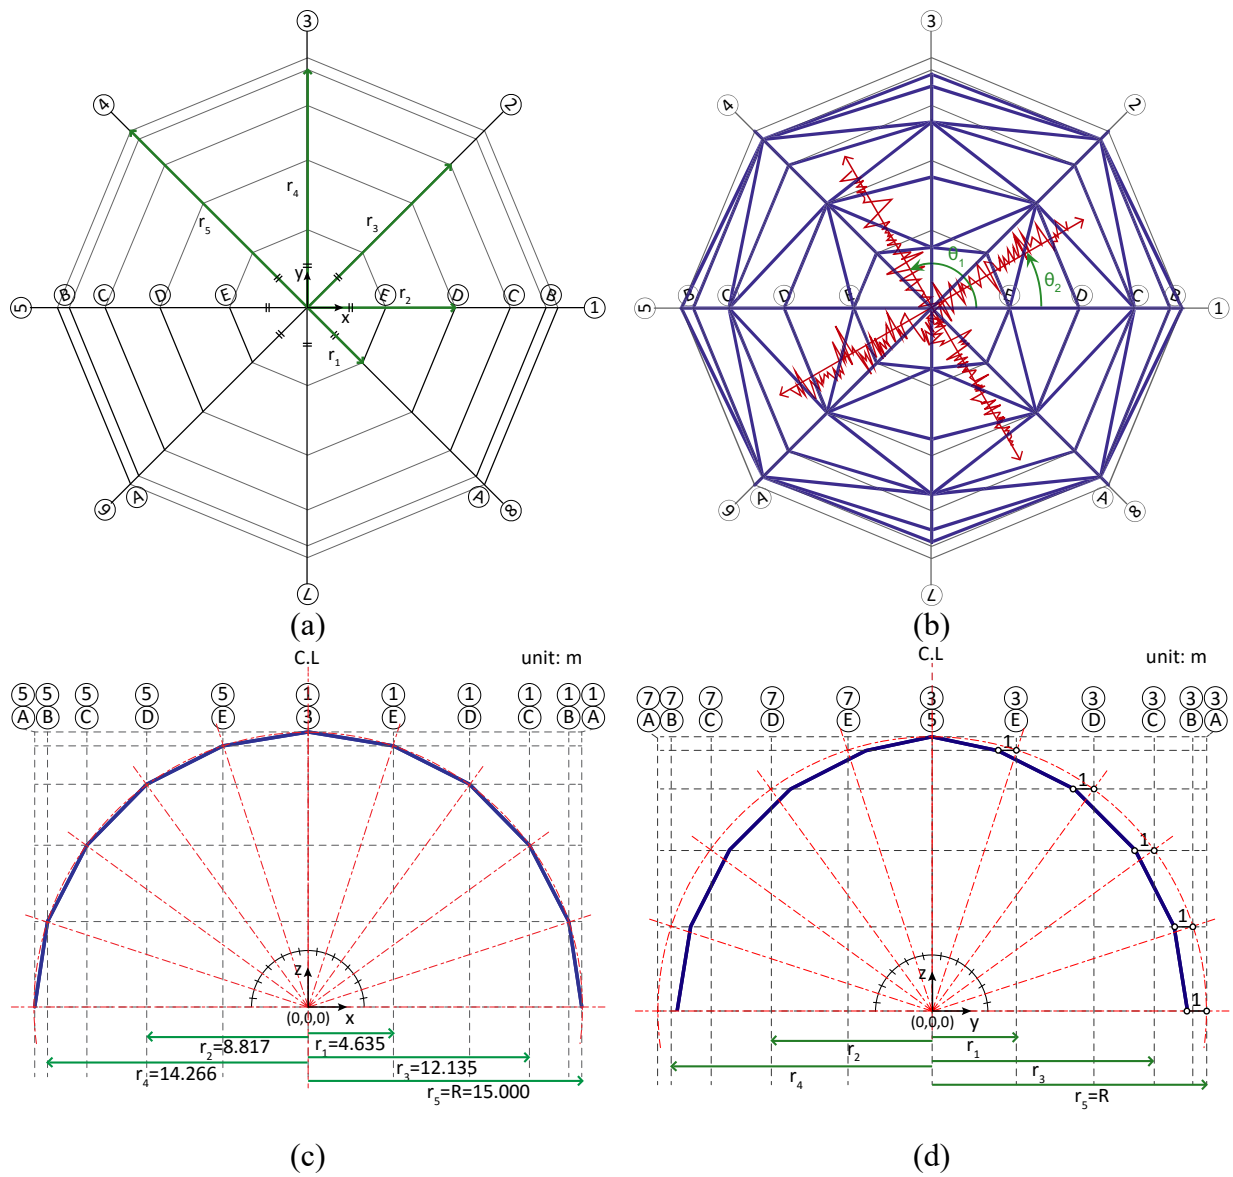 3
3
4
2
4
2
r4
r3
r5
θ1
y
θ2
B C D E E r2 D C B
B C D E E D C B
5
x
1
5
1
r1
A
A
A
A
6
8
6
8
7
7
(a)
(b)
C.L
unit: m
C.L
unit: m
5 5 5 5 5 1 1 1 1 1 1
A B C D E 3 E D C B A
7 7 7 7 7 3 3 3 3 3 3
A B C D E 5 E D C B A
1
1
1
1
1
z
(0,0,0)
x
z
(0,0,0)
y
r2=8.817
r1=4.635
r4=14.266
r3=12.135
r5=R=15.000
r2
r1
r4
r3
r5=R
(c)
(d)